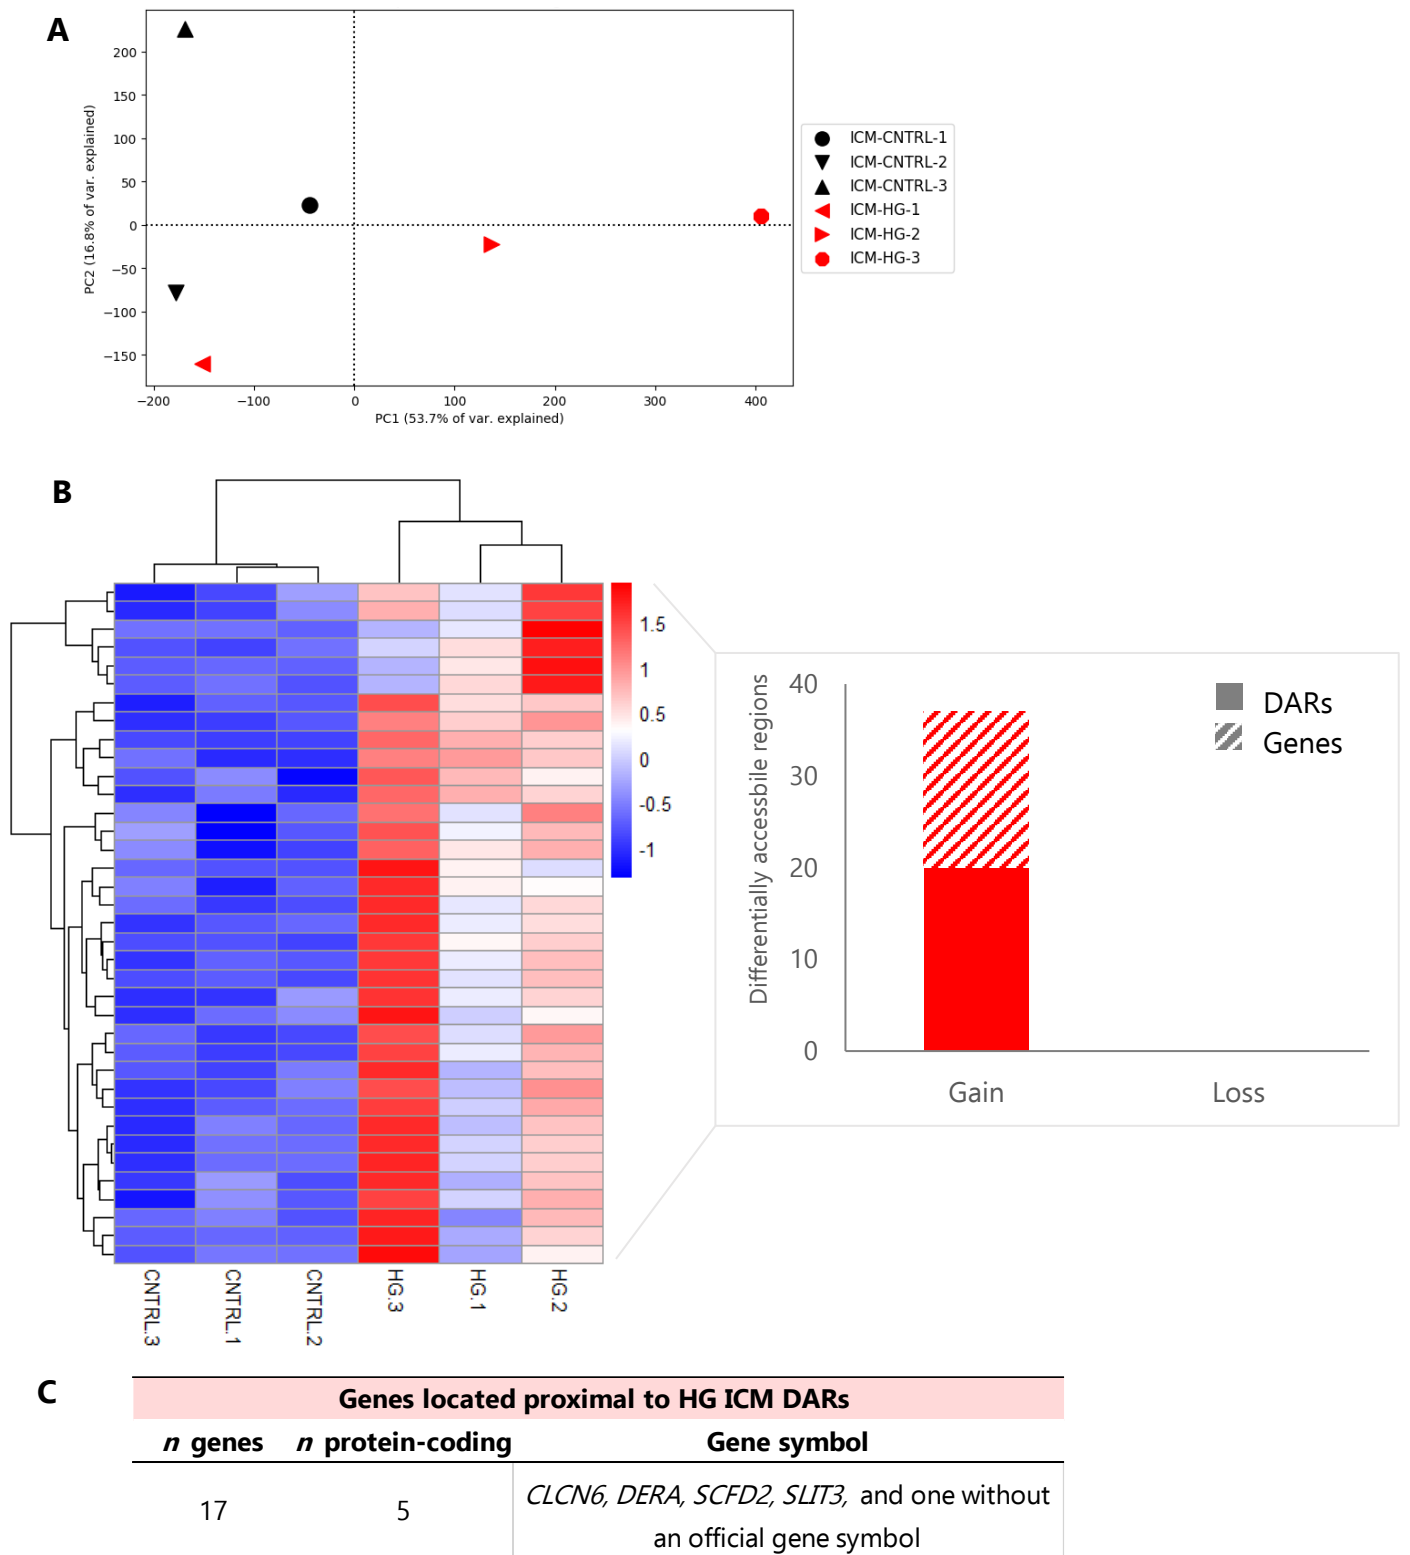 A
200
150
100
50
0
−50
−100
−150
PC2 (16.8% of var. explained)
−200
−100
0
100
200
300
400
PC1 (53.7% of var. explained)
ICM-CNTRL-1
ICM-CNTRL-2
ICM-CNTRL-3
ICM-HG-1
ICM-HG-2
ICM-HG-3
B
1.5
1
0.5
0
-0.5
-1
CNTRL.3
CNTRL.1
CNTRL.2
HG.3
HG.1
HG.2
Differentially accessbile regions
40
30
20
10
0
Gain
Loss
DARs
Genes
C
Genes located proximal to HG ICM DARs
n genes n protein-coding Gene symbol
17 5 CLCN6, DERA, SCFD2, SLIT3, and one without
an official gene symbol